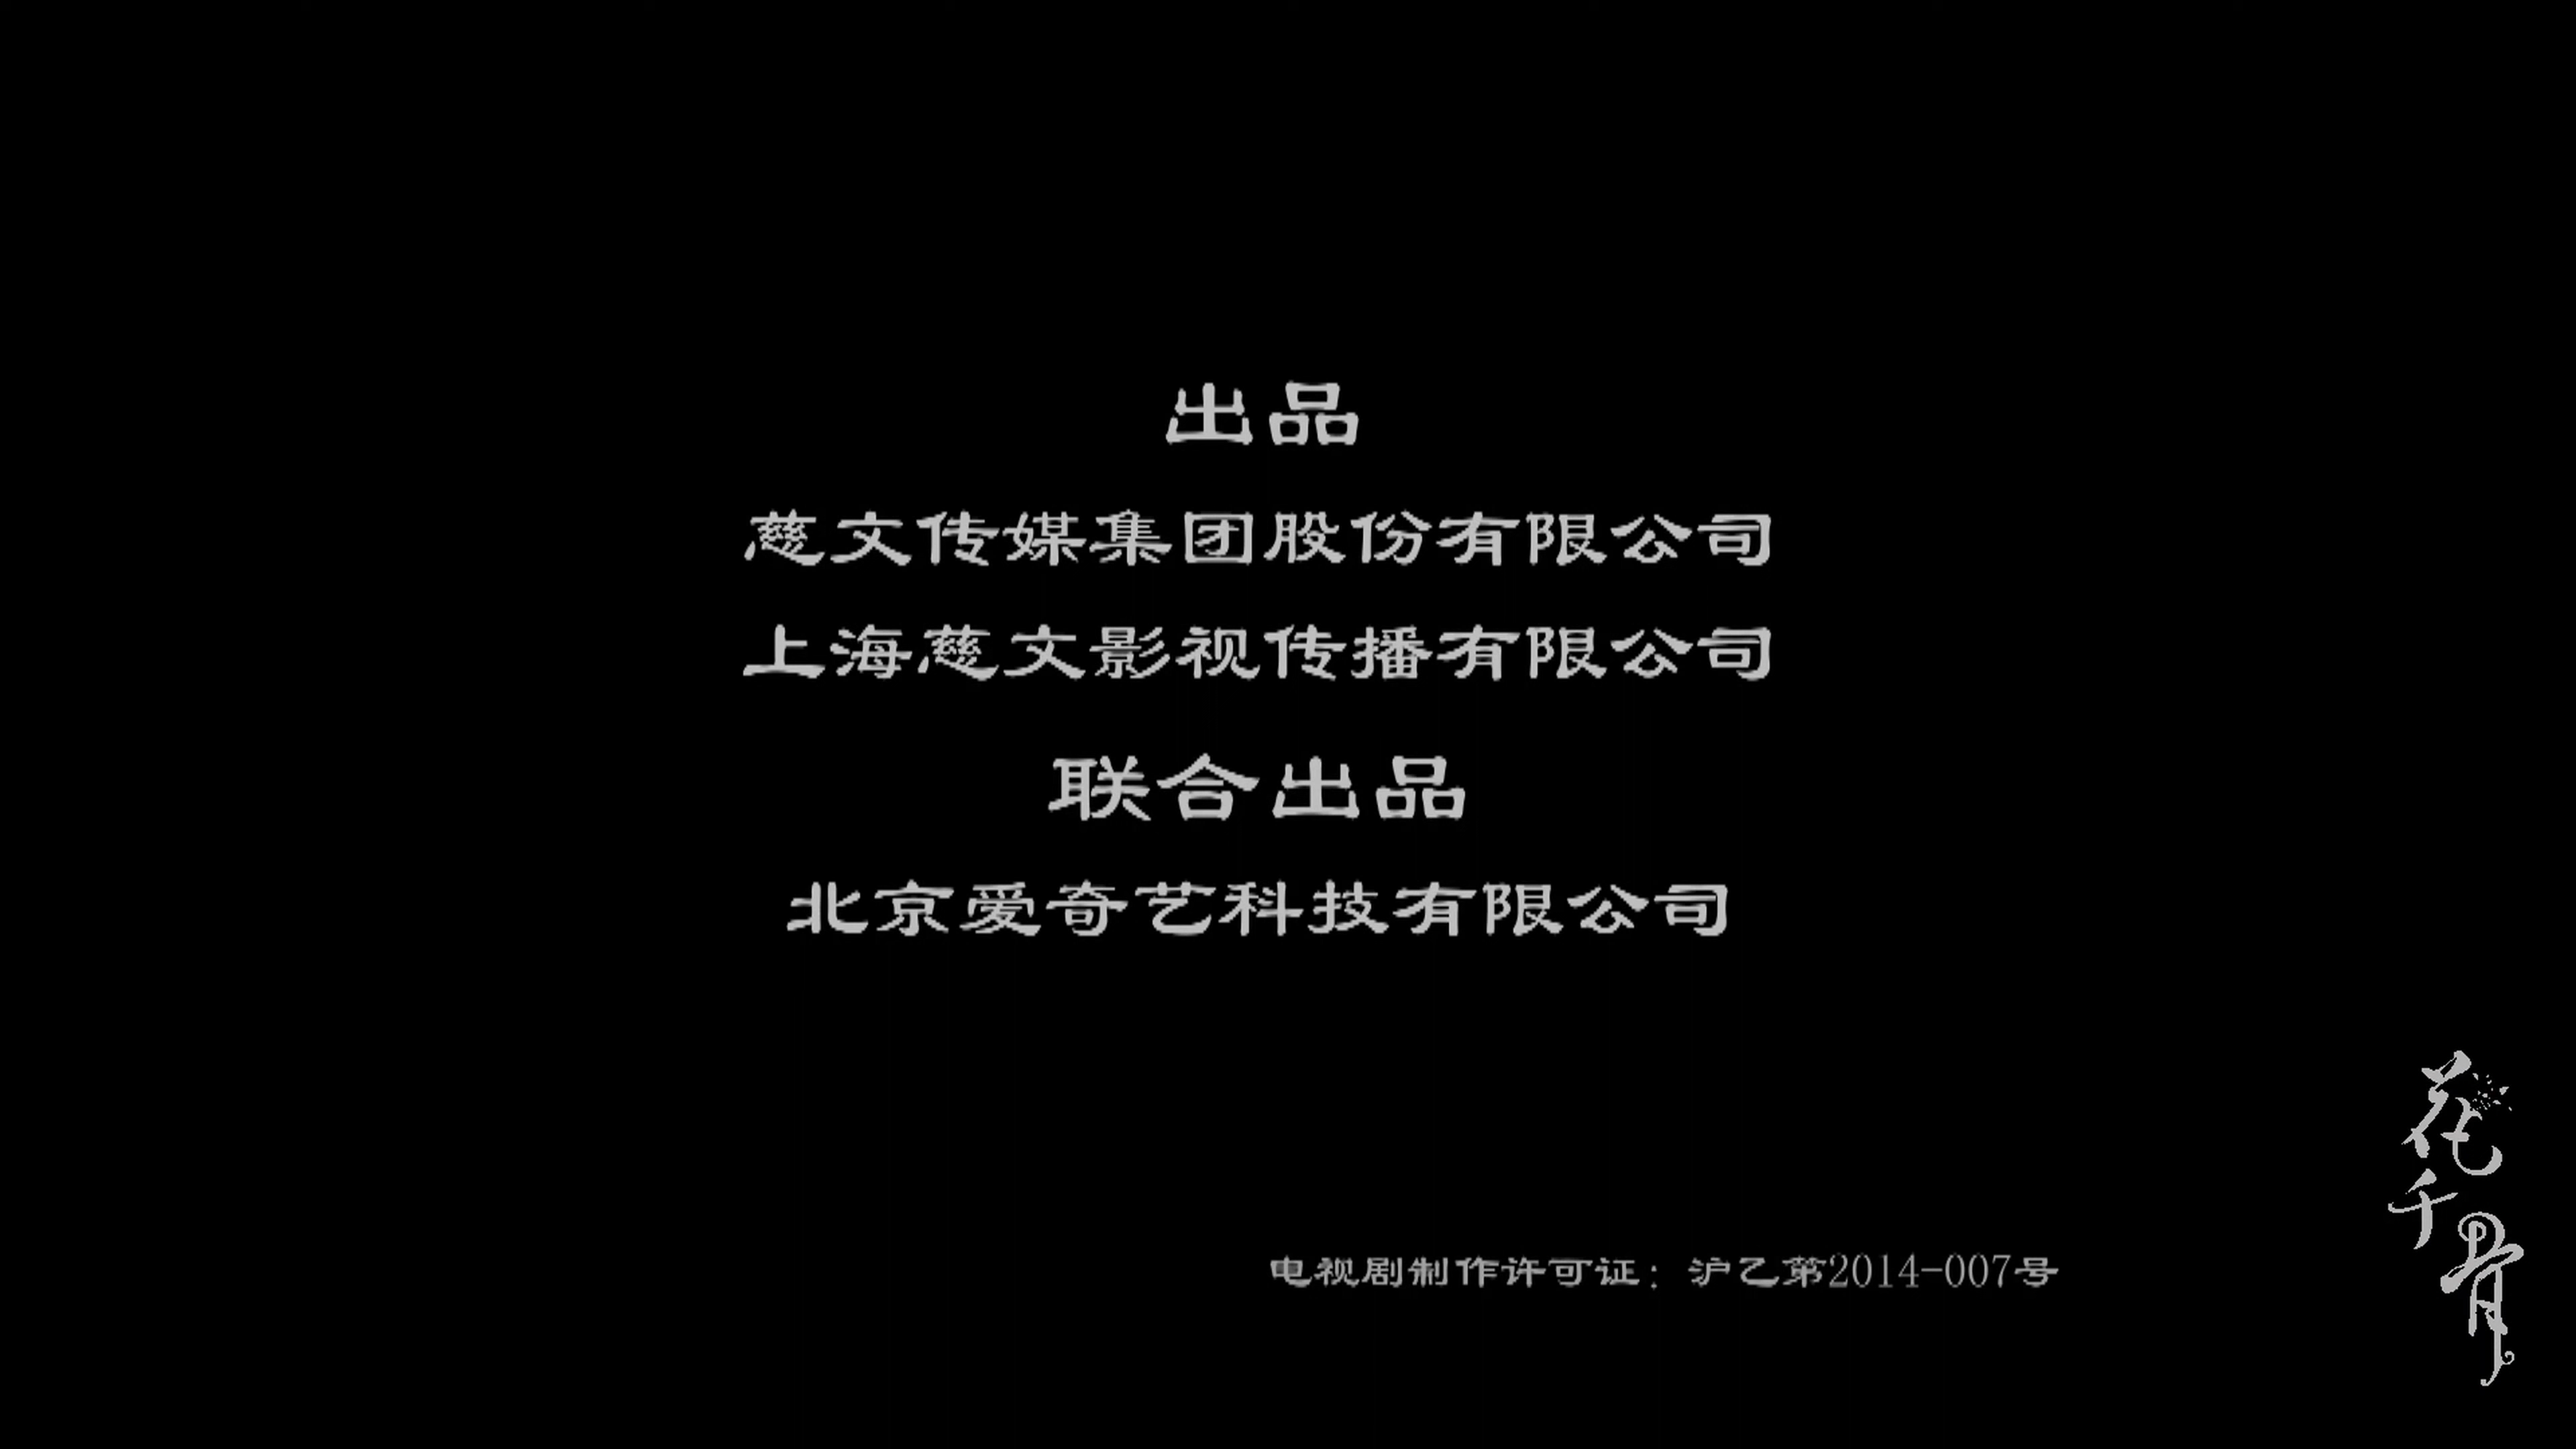 出品
慈文传媒集团股份有限公司
上海慈文影视传播有限公司
联合出品
北京爱奇艺科技有限公司
电视剧制作许可证：沪乙第2014-007号
花千骨